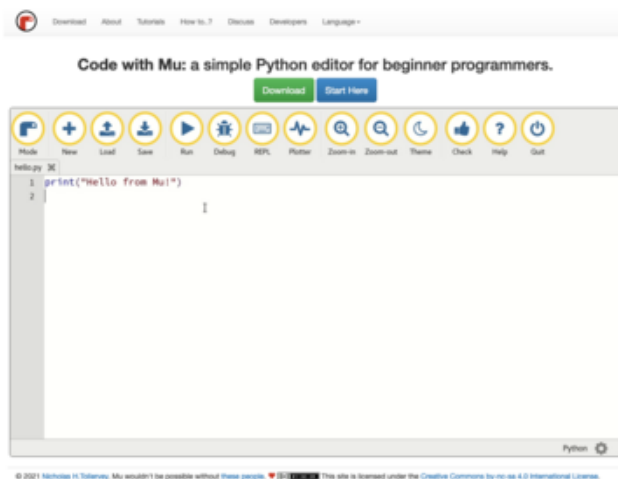 Download About Tutorials How to..? Discuss Developers Language
Code with Mu: a simple Python editor for beginner programmers.
Download Start Here
Mode New Load Save Run Debug REPL Plotter Zoom-in Zoom-out Theme Check Help Quit
hello.py
1 print("Hello from Mu!")
2
Python
© 2021 Nicholas H.Tollervey. Mu wouldn't be possible without these people. This site is licensed under the Creative Commons by-nc-sa 4.0 International License.